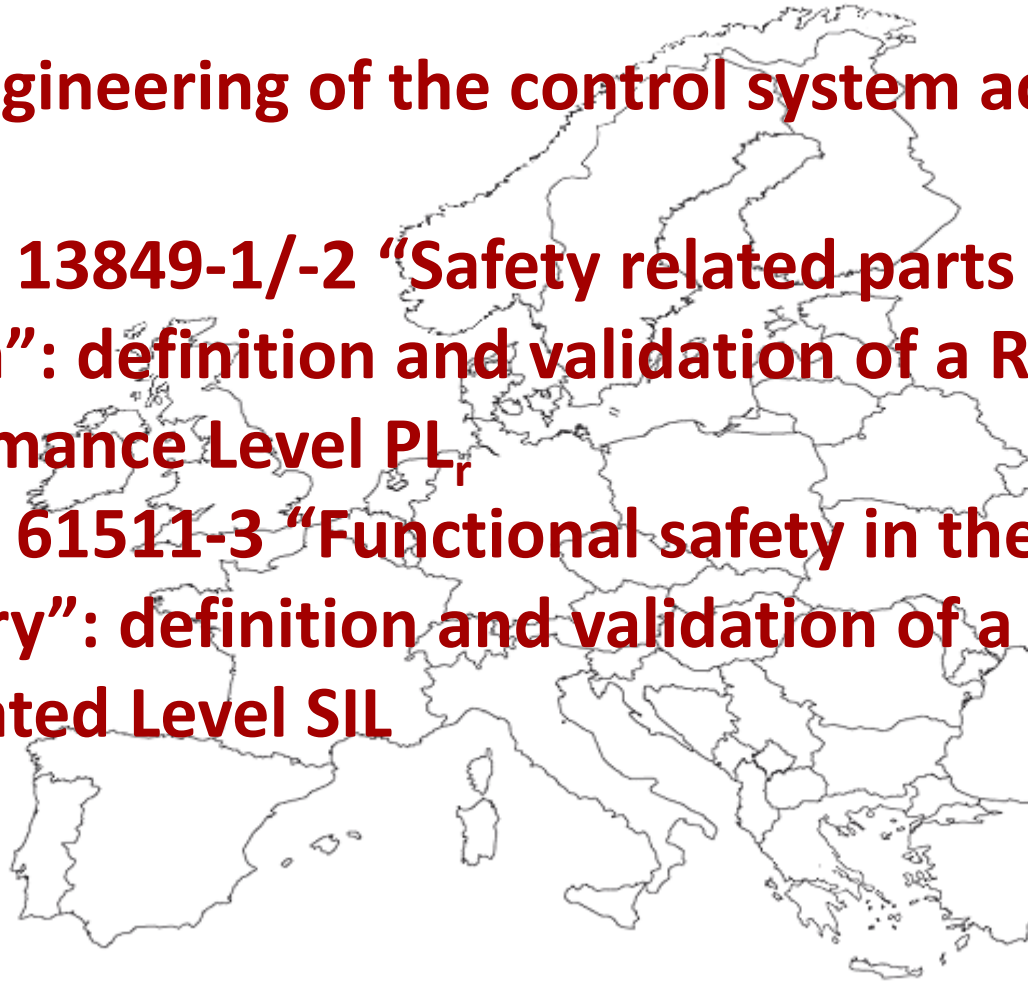 gineering of the control system ac
13849-1/-2 “Safety related parts
”: definition and validation of a R
mance Level PLr
61511-3 “Functional safety in the
ry”: definition and validation of a
ated Level SIL